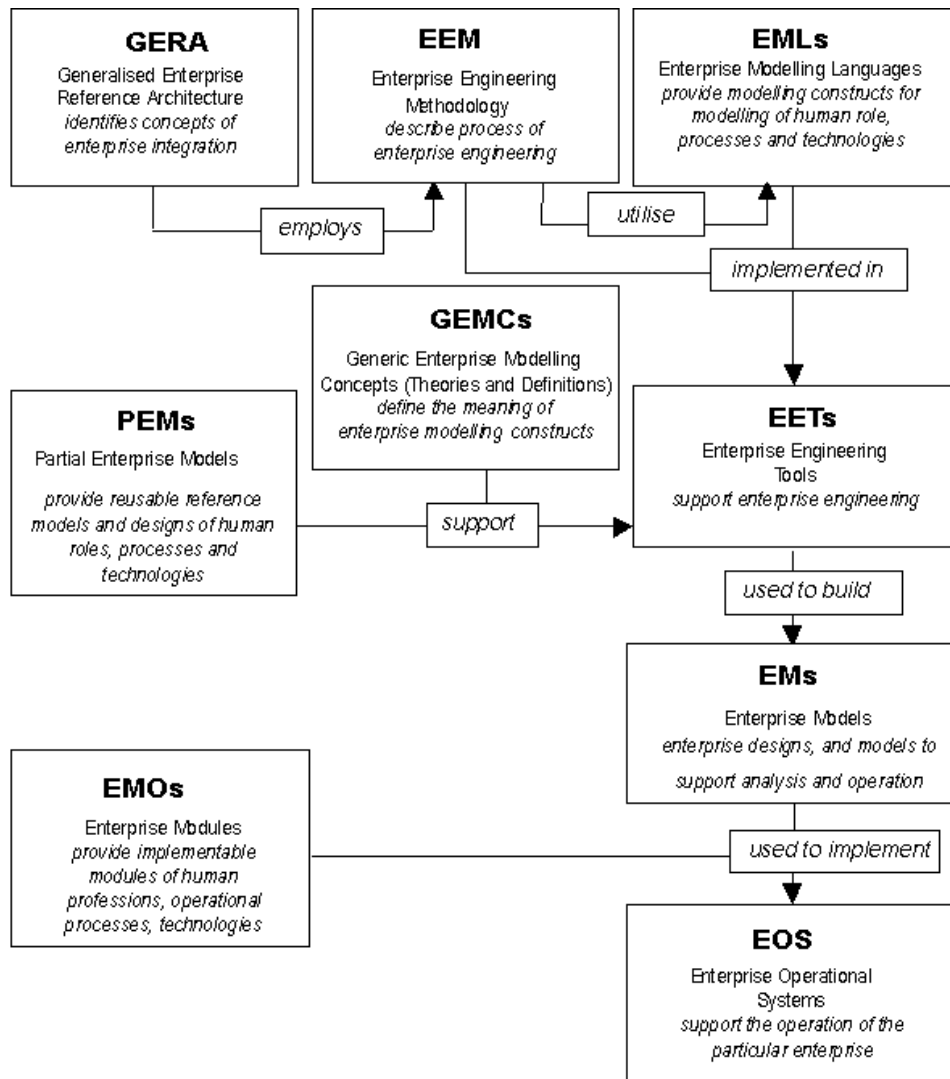 GERA
Generalised Enterprise
Reference Architecture
identifies concepts of
enterprise integration
EEM
Enterprise Engineering
Methodology
describe process of
enterprise engineering
EMLs
Enterprise Modelling Languages
provide modelling constructs for
modelling of human role,
processes and technologies
employs
utilise
implemented in
GEMCs
Generic Enterprise Modelling
Concepts (Theories and Definitions)
define the meaning of
enterprise modelling constructs
PEMs
Partial Enterprise Models
provide reusable reference
models and designs of human
roles, processes and
technologies
support
EETs
Enterprise Engineering
Tools
support enterprise engineering
used to build
EMs
Enterprise Models
enterprise designs, and models to
support analysis and operation
EMOs
Enterprise Modules
provide implementable
modules of human
professions, operational
processes, technologies
used to implement
EOS
Enterprise Operational
Systems
support the operation of the
particular enterprise